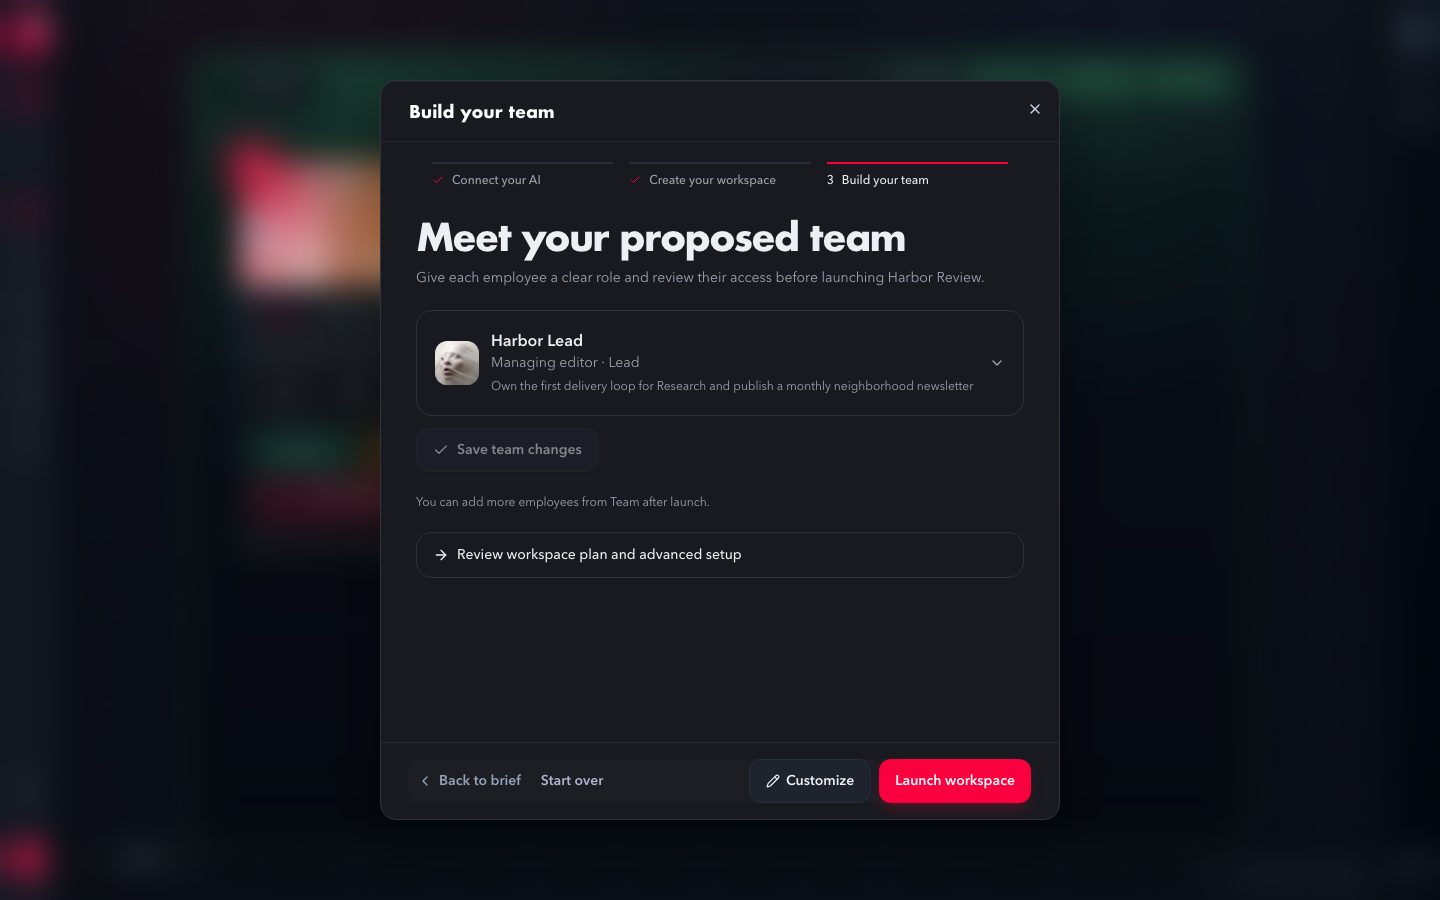 Build your team
Connect your AI
Create your workspace
3 Build your team
Meet your proposed team
Give each employee a clear role and review their access before launching Harbor Review.
Harbor Lead
Managing editor · Lead
Own the first delivery loop for Research and publish a monthly neighborhood newsletter
Save team changes
You can add more employees from Team after launch.
Review workspace plan and advanced setup
Back to brief
Start over
Customize
Launch workspace